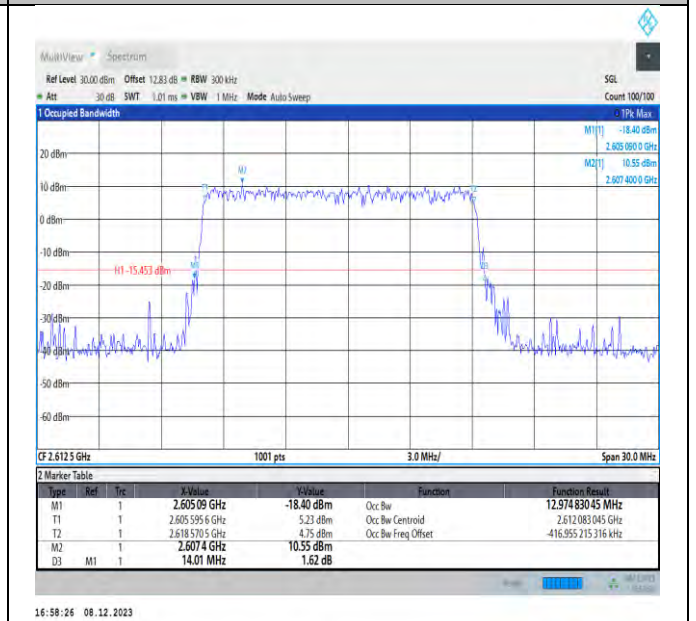 MultiView Spectrum
Ref Level 30.00 dBm Offset 12.83 dB RBW 300 kHz SGL
Att 30 dB SWT 1.01 ms VBW 1 MHz Mode Auto Sweep Count 100/100
1 Occupied Bandwidth 1Pk Max
M1[1] -18.40 dBm
2.605 090 0 GHz
M2[1] 10.55 dBm
2.607 400 0 GHz
20 dBm
10 dBm
0 dBm
-10 dBm
-20 dBm
-30 dBm
-40 dBm
-50 dBm
-60 dBm
M2
H1 -15.453 dBm
CF 2.612 5 GHz 1001 pts 3.0 MHz/ Span 30.0 MHz
2 Marker Table
Type Ref Trc X-Value Y-Value Function Function Result
M1 1 2.60509 GHz -18.40 dBm Occ Bw 12.974 830 45 MHz
T1 1 2.605 595 6 GHz 5.23 dBm Occ Bw Centroid 2.612 083 045 GHz
T2 1 2.618 570 5 GHz 4.75 dBm Occ Bw Freq Offset -416.955 215 316 kHz
M2 1 2.6074 GHz 10.55 dBm
D3 M1 1 14.01 MHz 1.62 dB
16:58:26 08.12.2023